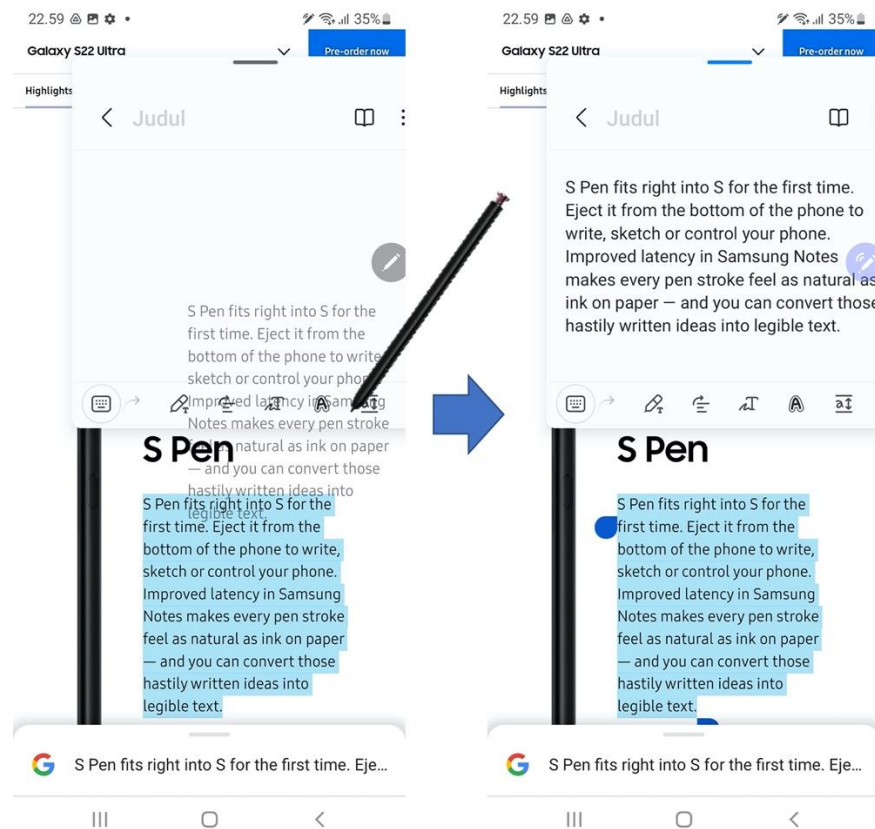 22.59
35%
Galaxy S22 Ultra
Pre-order now
Highlights
Judul
S Pen fits right into S for the
first time. Eject it from the
bottom of the phone to write
sketch or control your phon
Improved latency in Samsung
Notes makes every pen stroke
feel as natural as ink on paper
— and you can convert those
hastily written ideas into
legible text.
S Pen
S Pen fits right into S for the
first time. Eject it from the
bottom of the phone to write,
sketch or control your phone.
Improved latency in Samsung
Notes makes every pen stroke
feel as natural as ink on paper
— and you can convert those
hastily written ideas into
legible text.
S Pen fits right into S for the first time. Eje...
22.59
35%
Galaxy S22 Ultra
Pre-order now
Highlights
Judul
S Pen fits right into S for the first time.
Eject it from the bottom of the phone to
write, sketch or control your phone.
Improved latency in Samsung Notes
makes every pen stroke feel as natural as
ink on paper — and you can convert those
hastily written ideas into legible text.
S Pen
S Pen fits right into S for the
first time. Eject it from the
bottom of the phone to write,
sketch or control your phone.
Improved latency in Samsung
Notes makes every pen stroke
feel as natural as ink on paper
— and you can convert those
hastily written ideas into
legible text.
S Pen fits right into S for the first time. Eje...